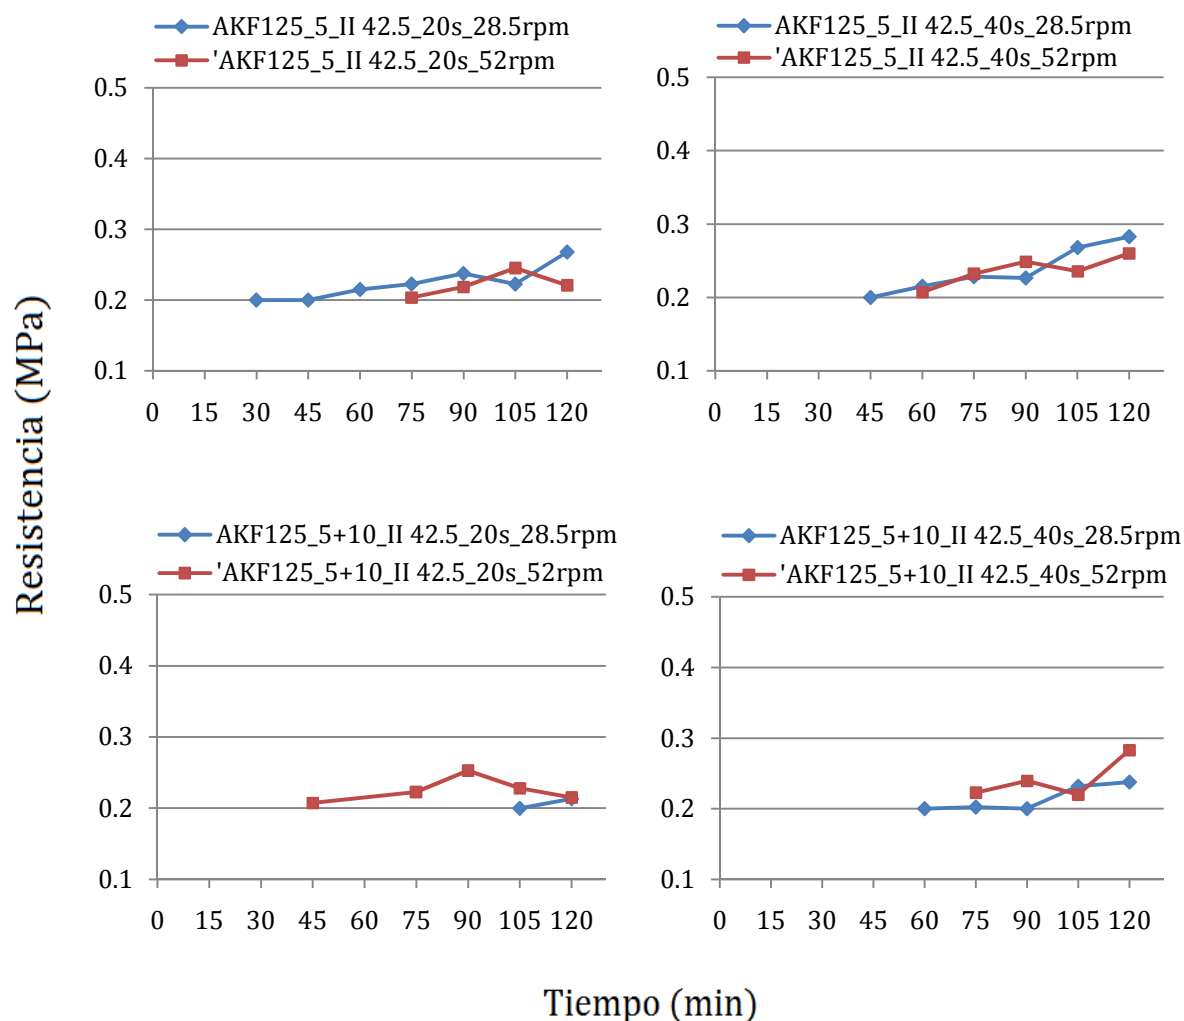 AKF125_5_II 42.5_20s_28.5rpm
'AKF125_5_II 42.5_20s_52rpm
0.5
0.4
0.3
0.2
0.1
0 15 30 45 60 75 90 105 120
AKF125_5_II 42.5_40s_28.5rpm
'AKF125_5_II 42.5_40s_52rpm
0.5
0.4
0.3
0.2
0.1
0 15 30 45 60 75 90 105 120
Resistencia (MPa)
AKF125_5+10_II 42.5_20s_28.5rpm
'AKF125_5+10_II 42.5_20s_52rpm
0.5
0.4
0.3
0.2
0.1
0 15 30 45 60 75 90 105 120
AKF125_5+10_II 42.5_40s_28.5rpm
'AKF125_5+10_II 42.5_40s_52rpm
0.5
0.4
0.3
0.2
0.1
0 15 30 45 60 75 90 105 120
Tiempo (min)